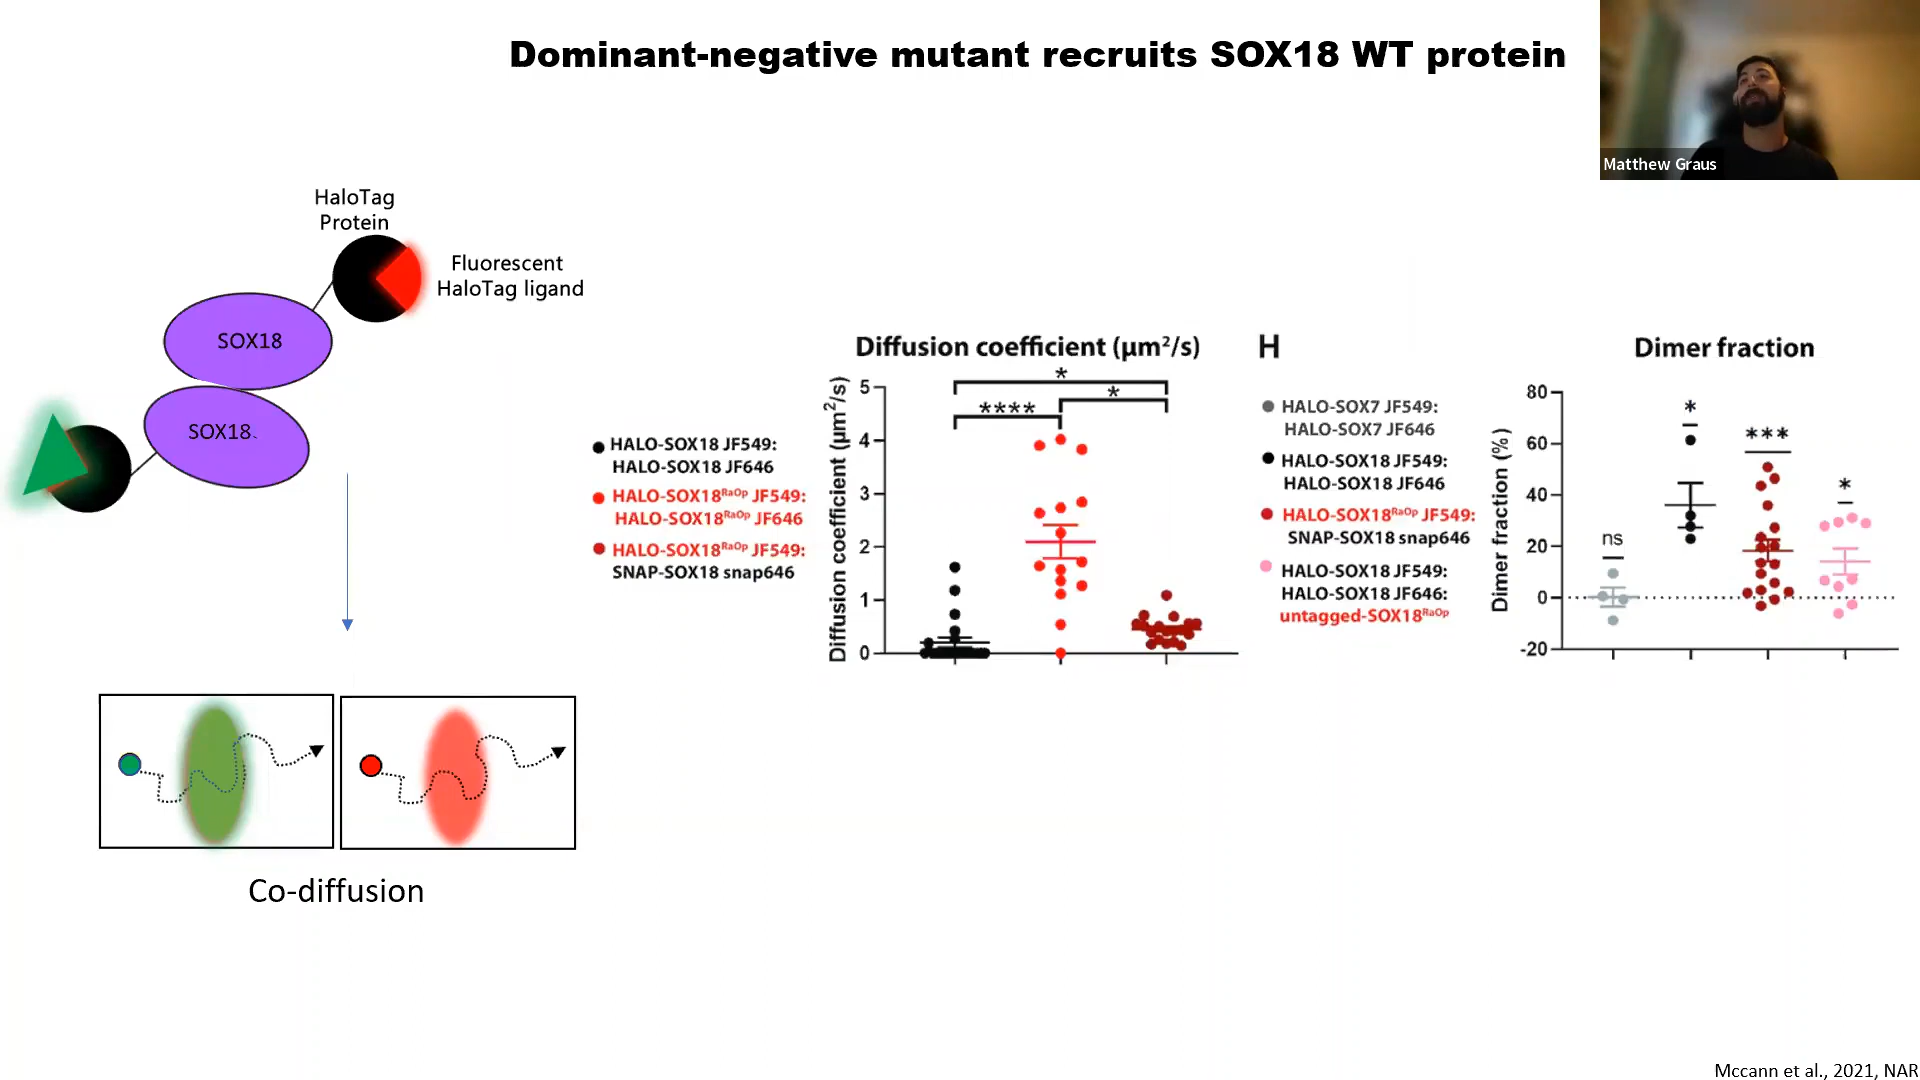 Dominant-negative mutant recruits SOX18 WT protein
Matthew Graus
HaloTag
Protein
Fluorescent
HaloTag ligand
SOX18
SOX18
HALO-SOX18 JF549:
HALO-SOX18 JF646
HALO-SOX18RaOp JF549:
HALO-SOX18RaOp JF646
HALO-SOX18RaOp JF549:
SNAP-SOX18 snap646
Diffusion coefficient (µm²/s)
Diffusion coefficient (µm²/s)
5
4
3
2
1
0
*
*
****
H
HALO-SOX7 JF549:
HALO-SOX7 JF646
HALO-SOX18 JF549:
HALO-SOX18 JF646
HALO-SOX18RaOp JF549:
SNAP-SOX18 snap646
HALO-SOX18 JF549:
HALO-SOX18 JF646:
untagged-SOX18RaOp
Dimer fraction
Dimer fraction (%)
80
60
40
20
0
-20
ns
*
***
*
Co-diffusion
Mccann et al., 2021, NAR